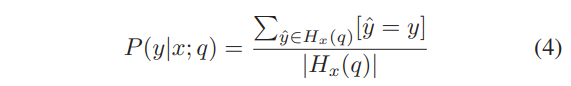 P(y|x; q) = \frac{\sum_{\hat{y} \in H_x(q)} [\hat{y} = y]}{|H_x(q)|} (4)